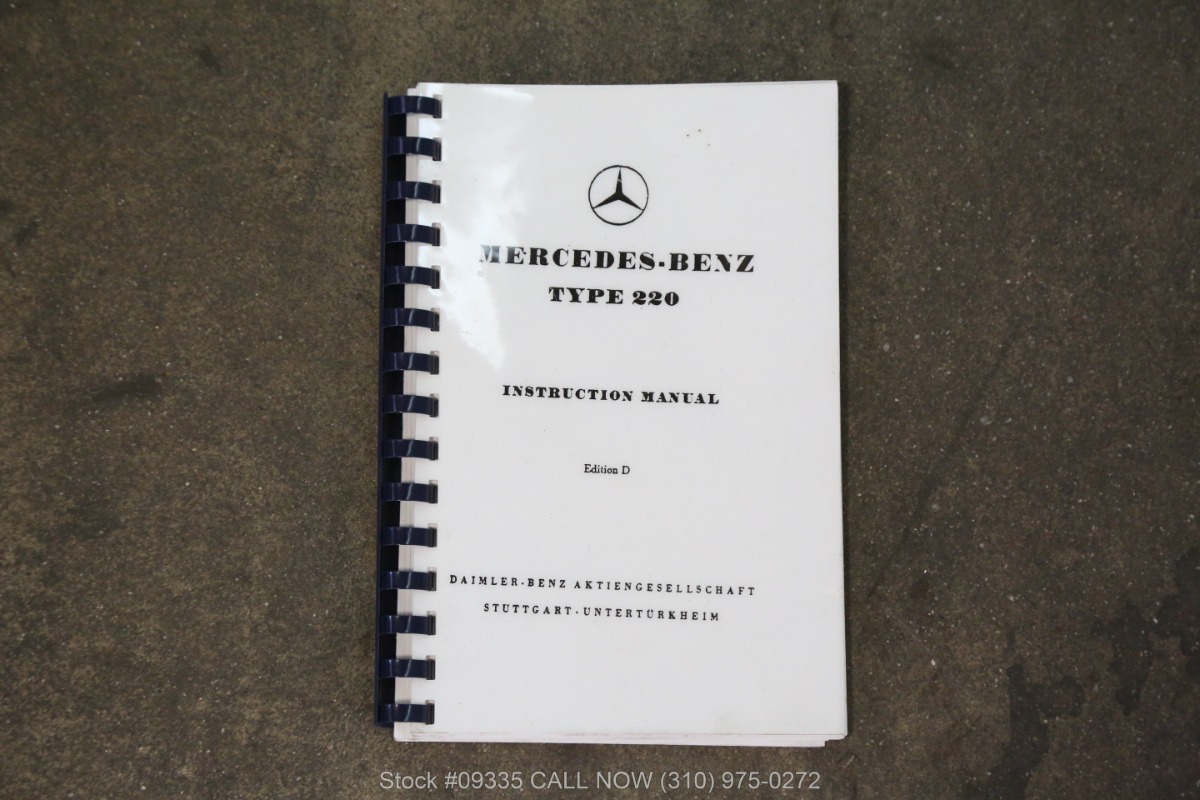 MERCEDES-BENZ
TYPE 220
INSTRUCTION MANUAL
Edition D
DAIMLER-BENZ AKTIENGESELLSCHAFT
STUTTGART-UNTERTÜRKHEIM
Stock #09335 CALL NOW (310) 975-0272